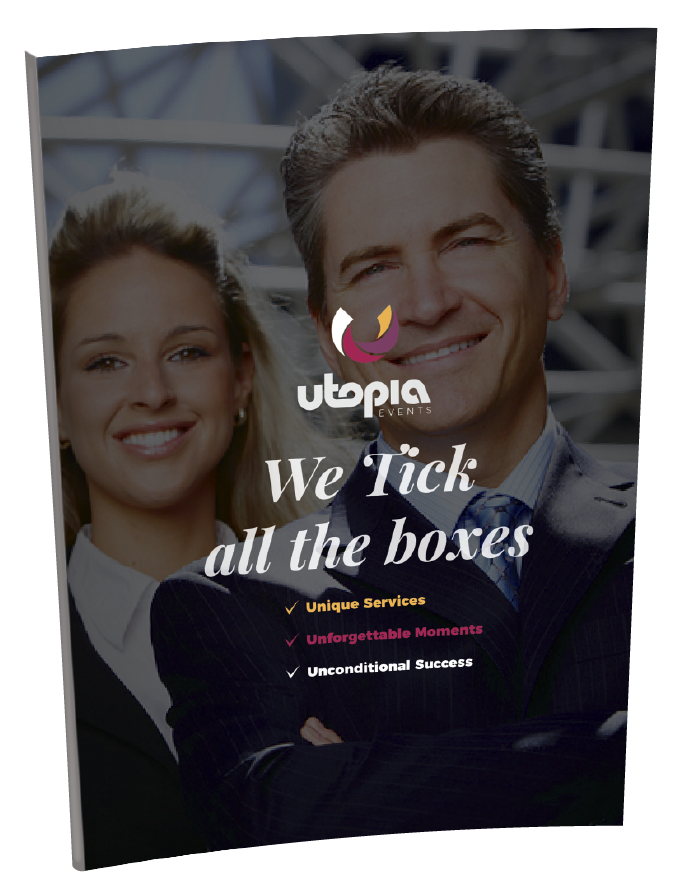 utopia
EVENTS
We Tick
all the boxes
Unique Services
Unforgettable Moments
Unconditional Success